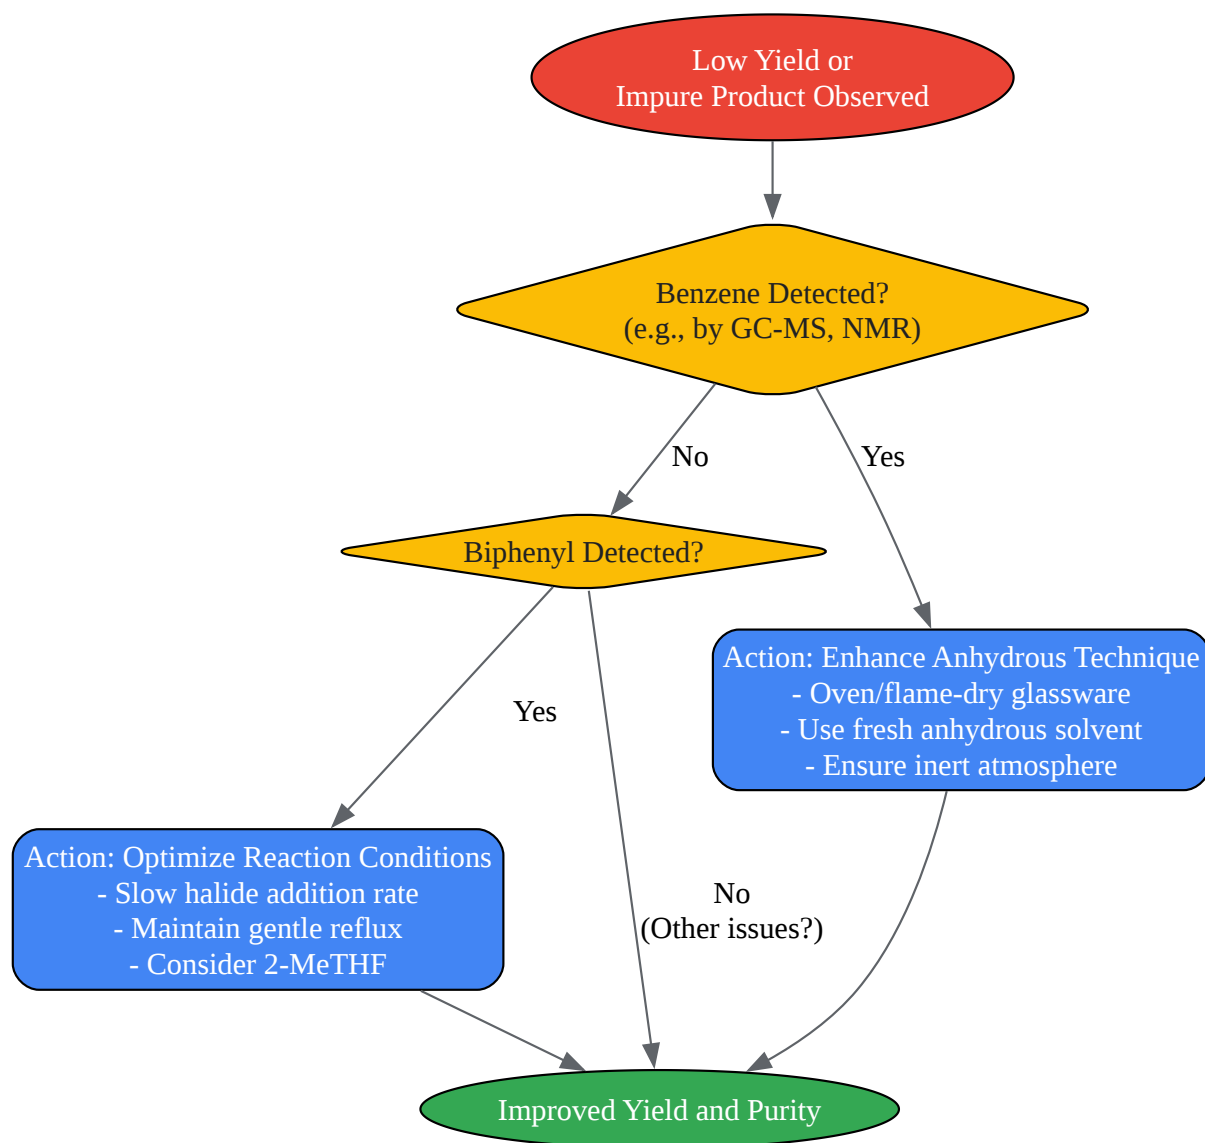 Low Yield or
Impure Product Observed
Benzene Detected?
(e.g., by GC-MS, NMR)
No
Yes
Biphenyl Detected?
Action: Enhance Anhydrous Technique
- Oven/flame-dry glassware
- Use fresh anhydrous solvent
- Ensure inert atmosphere
Yes
Action: Optimize Reaction Conditions
- Slow halide addition rate
- Maintain gentle reflux
- Consider 2-MeTHF
No
(Other issues?)
Improved Yield and Purity